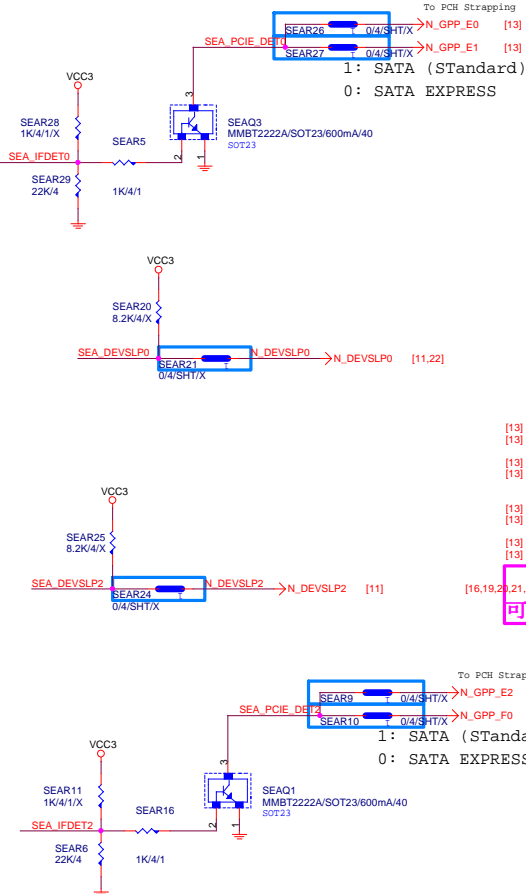 To PCH Strapping
SEAR26 0/4/SHT/X N_GPP_E0 [13]
SEA_PCIE_DET0
SEAR27 0/4/SHT/X N_GPP_E1 [13]
1: SATA (STandard)
0: SATA EXPRESS
VCC3
3
SEAR28
1K/4/1/X
SEAR5
SEAQ3
MMBT2222A/SOT23/600mA/40
SOT23
SEA_IFDET0
2
1
SEAR29
22K/4
1K/4/1
VCC3
SEAR20
8.2K/4/X
SEA_DEVSLP0
N_DEVSLP0
N_DEVSLP0 [11,22]
SEAR21
0/4/SHT/X
[13]
[13]
[13]
[13]
VCC3
[13]
[13]
SEAR25
8.2K/4/X
[13]
[13]
SEA_DEVSLP2
N_DEVSLP2
N_DEVSLP2 [11]
[16,19,20,21,
SEAR24
0/4/SHT/X
可
To PCH Strap
SEAR9 0/4/SHT/X N_GPP_E2
SEA_PCIE_DET2
SEAR10 0/4/SHT/X N_GPP_F0
1: SATA (STanda
0: SATA EXPRESS
VCC3
3
SEAR11
1K/4/1/X
SEAR16
SEAQ1
MMBT2222A/SOT23/600mA/40
SOT23
SEA_IFDET2
2
1
SEAR6
22K/4
1K/4/1